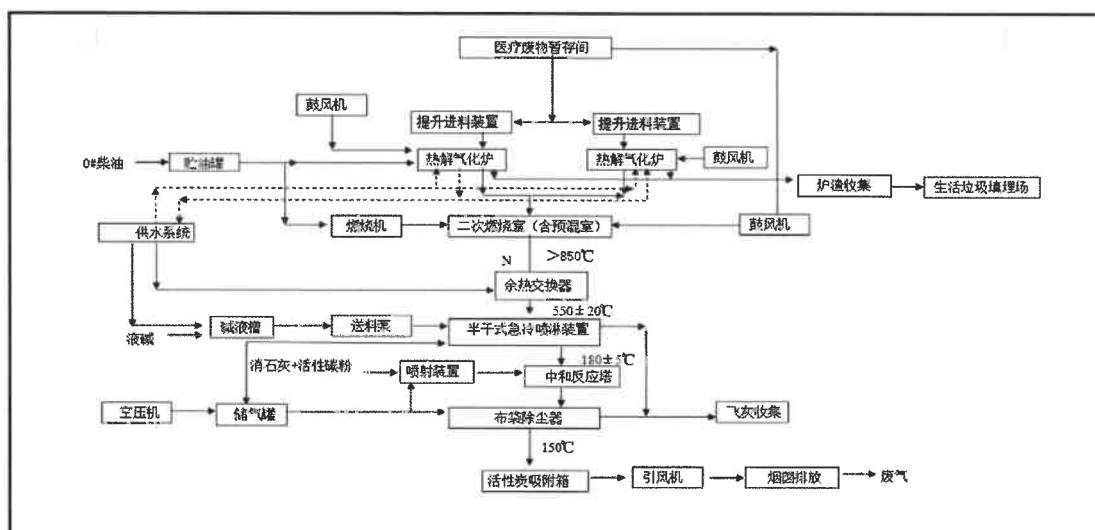 医疗废物暂存间
鼓风机
提升进料装置
提升进料装置
0#柴油
贮油罐
热解气化炉
热解气化炉
鼓风机
炉渣收集
生活垃圾填埋场
供水系统
燃烧机
二次燃烧室（含预混室）
鼓风机
N
＞850℃
余热交换器
550±20℃
液碱
碱液槽
送料泵
半干式急冷喷淋装置
180±5℃
消石灰+活性碳粉
喷射装置
中和反应塔
空压机
储气罐
布袋除尘器
飞灰收集
150℃
活性炭吸附箱
引风机
烟囱排放
废气